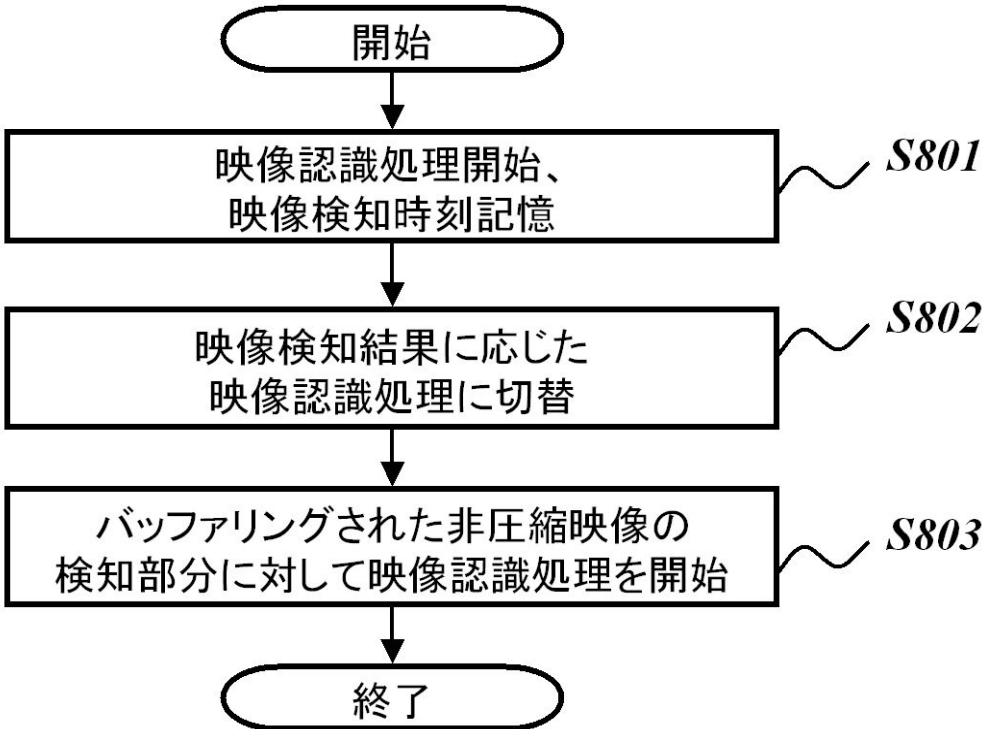 開始
映像認識処理開始、
映像検知時刻記憶
S801
映像検知結果に応じた
映像認識処理に切替
S802
バッファリングされた非圧縮映像の
検知部分に対して映像認識処理を開始
S803
終了